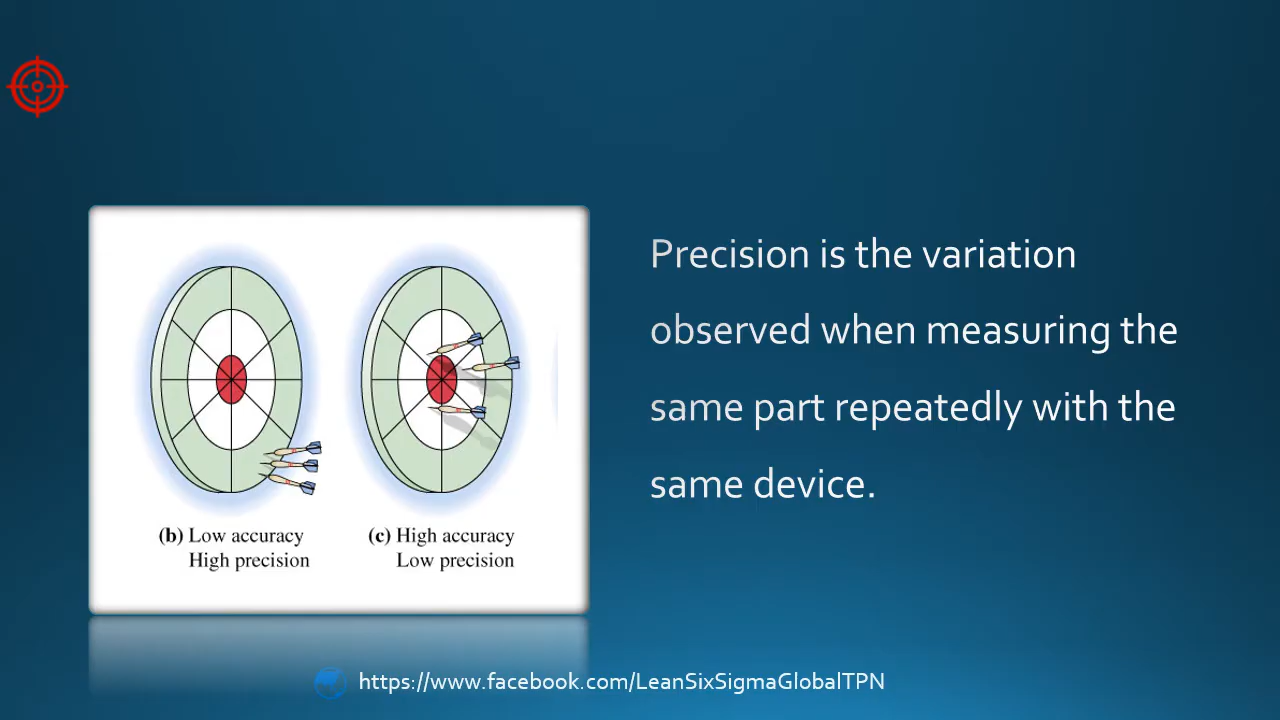 Precision is the variation
observed when measuring the
same part repeatedly with the
same device.
(b) Low accuracy
High precision
(c) High accuracy
Low precision
https://www.facebook.com/LeanSixSigmaGlobalTPN